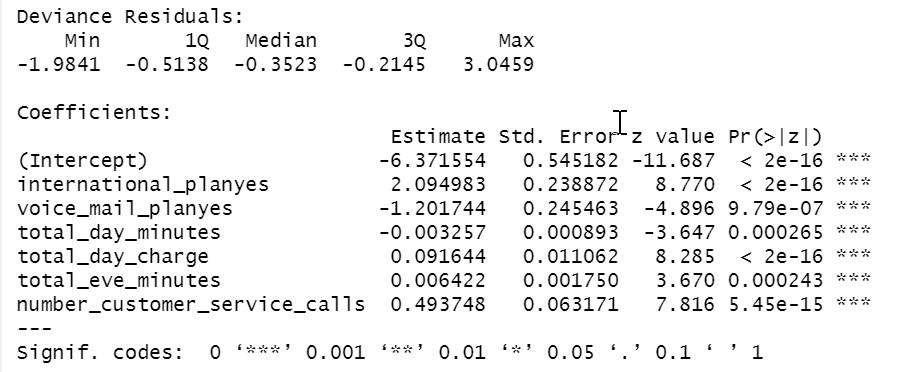 Deviance Residuals:
    Min       1Q   Median       3Q      Max
-1.9841  -0.5138  -0.3523  -0.2145   3.0459

Coefficients:
                               Estimate Std. Error z value Pr(>|z|)
(Intercept)                   -6.371554   0.545182 -11.687  < 2e-16 ***
international_planyes          2.094983   0.238872   8.770  < 2e-16 ***
voice_mail_planyes            -1.201744   0.245463  -4.896 9.79e-07 ***
total_day_minutes             -0.003257   0.000893  -3.647 0.000265 ***
total_day_charge               0.091644   0.011062   8.285  < 2e-16 ***
total_eve_minutes              0.006422   0.001750   3.670 0.000243 ***
number_customer_service_calls  0.493748   0.063171   7.816 5.45e-15 ***
---
Signif. codes:  0 ‘***’ 0.001 ‘**’ 0.01 ‘*’ 0.05 ‘.’ 0.1 ‘ ’ 1